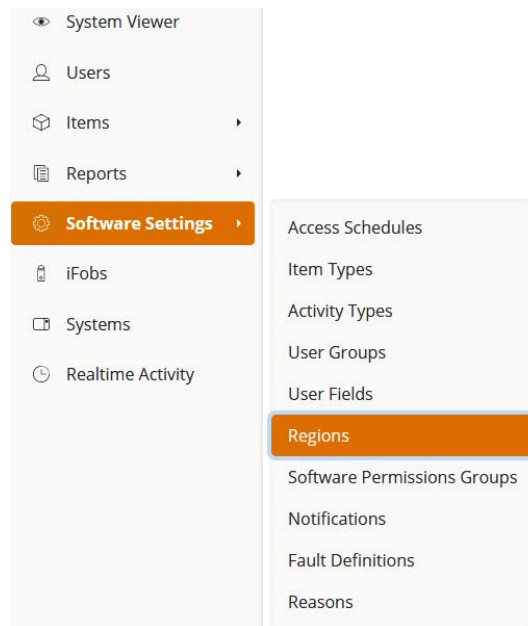 System Viewer
Users
Items
Reports
Software Settings
iFobs
Systems
Realtime Activity
Access Schedules
Item Types
Activity Types
User Groups
User Fields
Regions
Software Permissions Groups
Notifications
Fault Definitions
Reasons